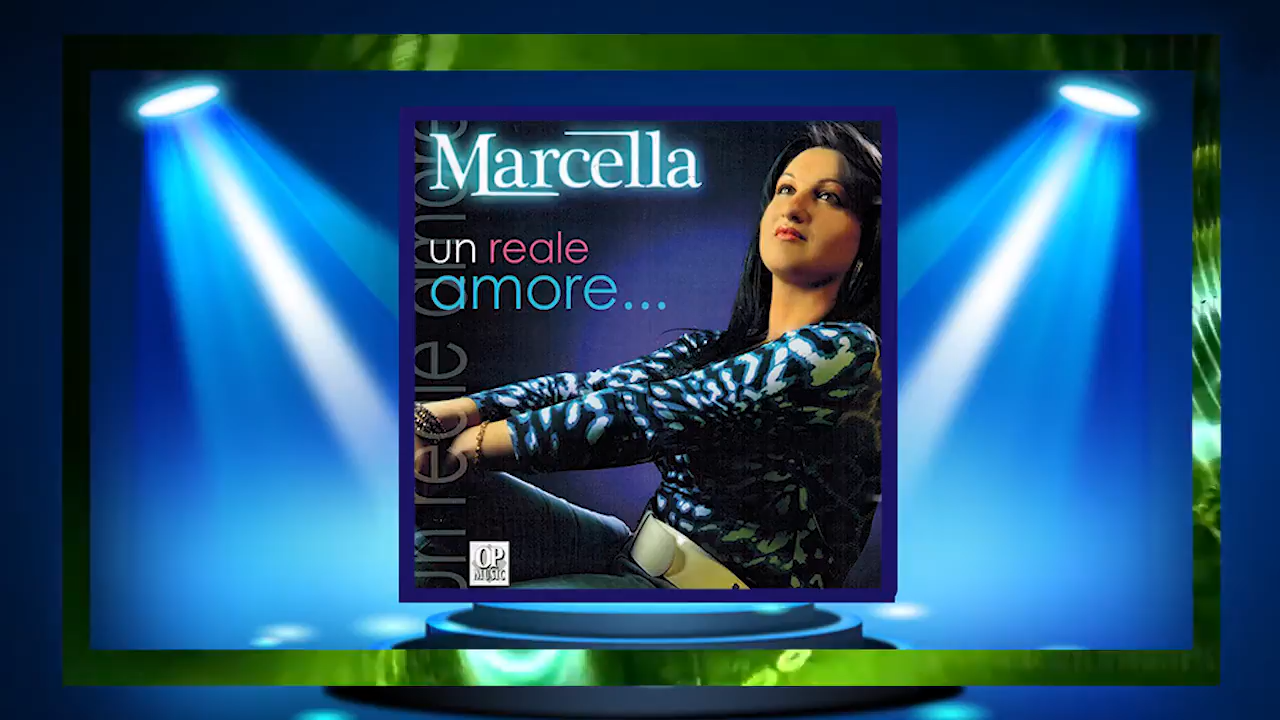 Marcella
un reale
amore...
un reale amore
OP
MUSIC